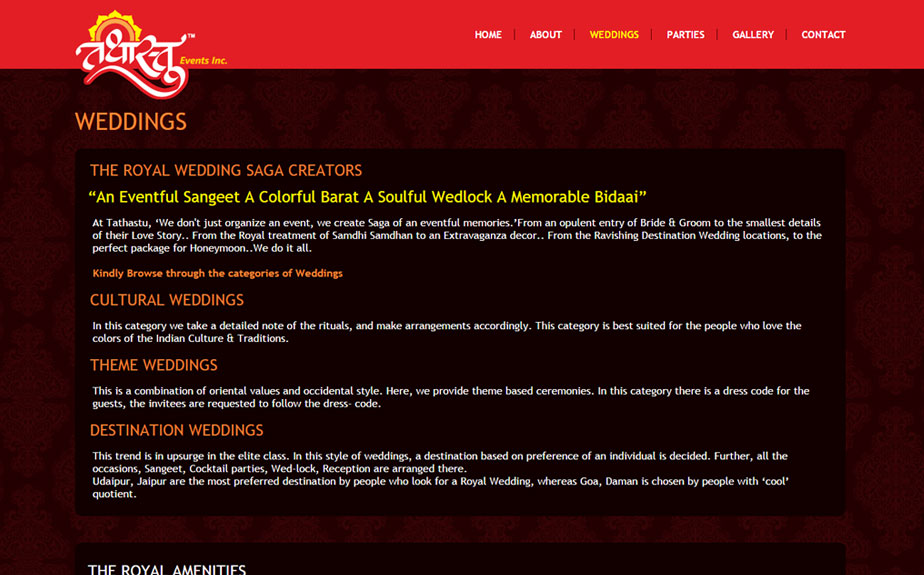 तथास्तु™
Events Inc.
HOME
ABOUT
WEDDINGS
PARTIES
GALLERY
CONTACT
WEDDINGS
THE ROYAL WEDDING SAGA CREATORS
“An Eventful Sangeet A Colorful Barat A Soulful Wedlock A Memorable Bidaai”
At Tathastu, ‘We don't just organize an event, we create Saga of an eventful memories.’From an opulent entry of Bride & Groom to the smallest details
of their Love Story.. From the Royal treatment of Samdhi Samdhan to an Extravaganza decor.. From the Ravishing Destination Wedding locations, to the
perfect package for Honeymoon..We do it all.
Kindly Browse through the categories of Weddings
CULTURAL WEDDINGS
In this category we take a detailed note of the rituals, and make arrangements accordingly. This category is best suited for the people who love the
colors of the Indian Culture & Traditions.
THEME WEDDINGS
This is a combination of oriental values and occidental style. Here, we provide theme based ceremonies. In this category there is a dress code for the
guests, the invitees are requested to follow the dress- code.
DESTINATION WEDDINGS
This trend is in upsurge in the elite class. In this style of weddings, a destination based on preference of an individual is decided. Further, all the
occasions, Sangeet, Cocktail parties, Wed-lock, Reception are arranged there.
Udaipur, Jaipur are the most preferred destination by people who look for a Royal Wedding, whereas Goa, Daman is chosen by people with ‘cool’
quotient.
THE ROYAL AMENITIES